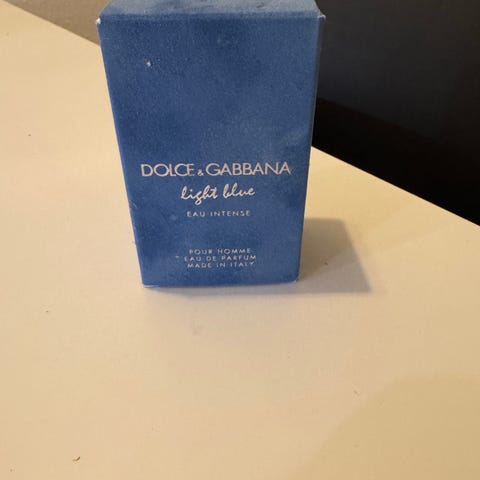 DOLCE & GABBANA
light blue
EAU INTENSE
POUR HOMME
EAU DE PARFUM
MADE IN ITALY